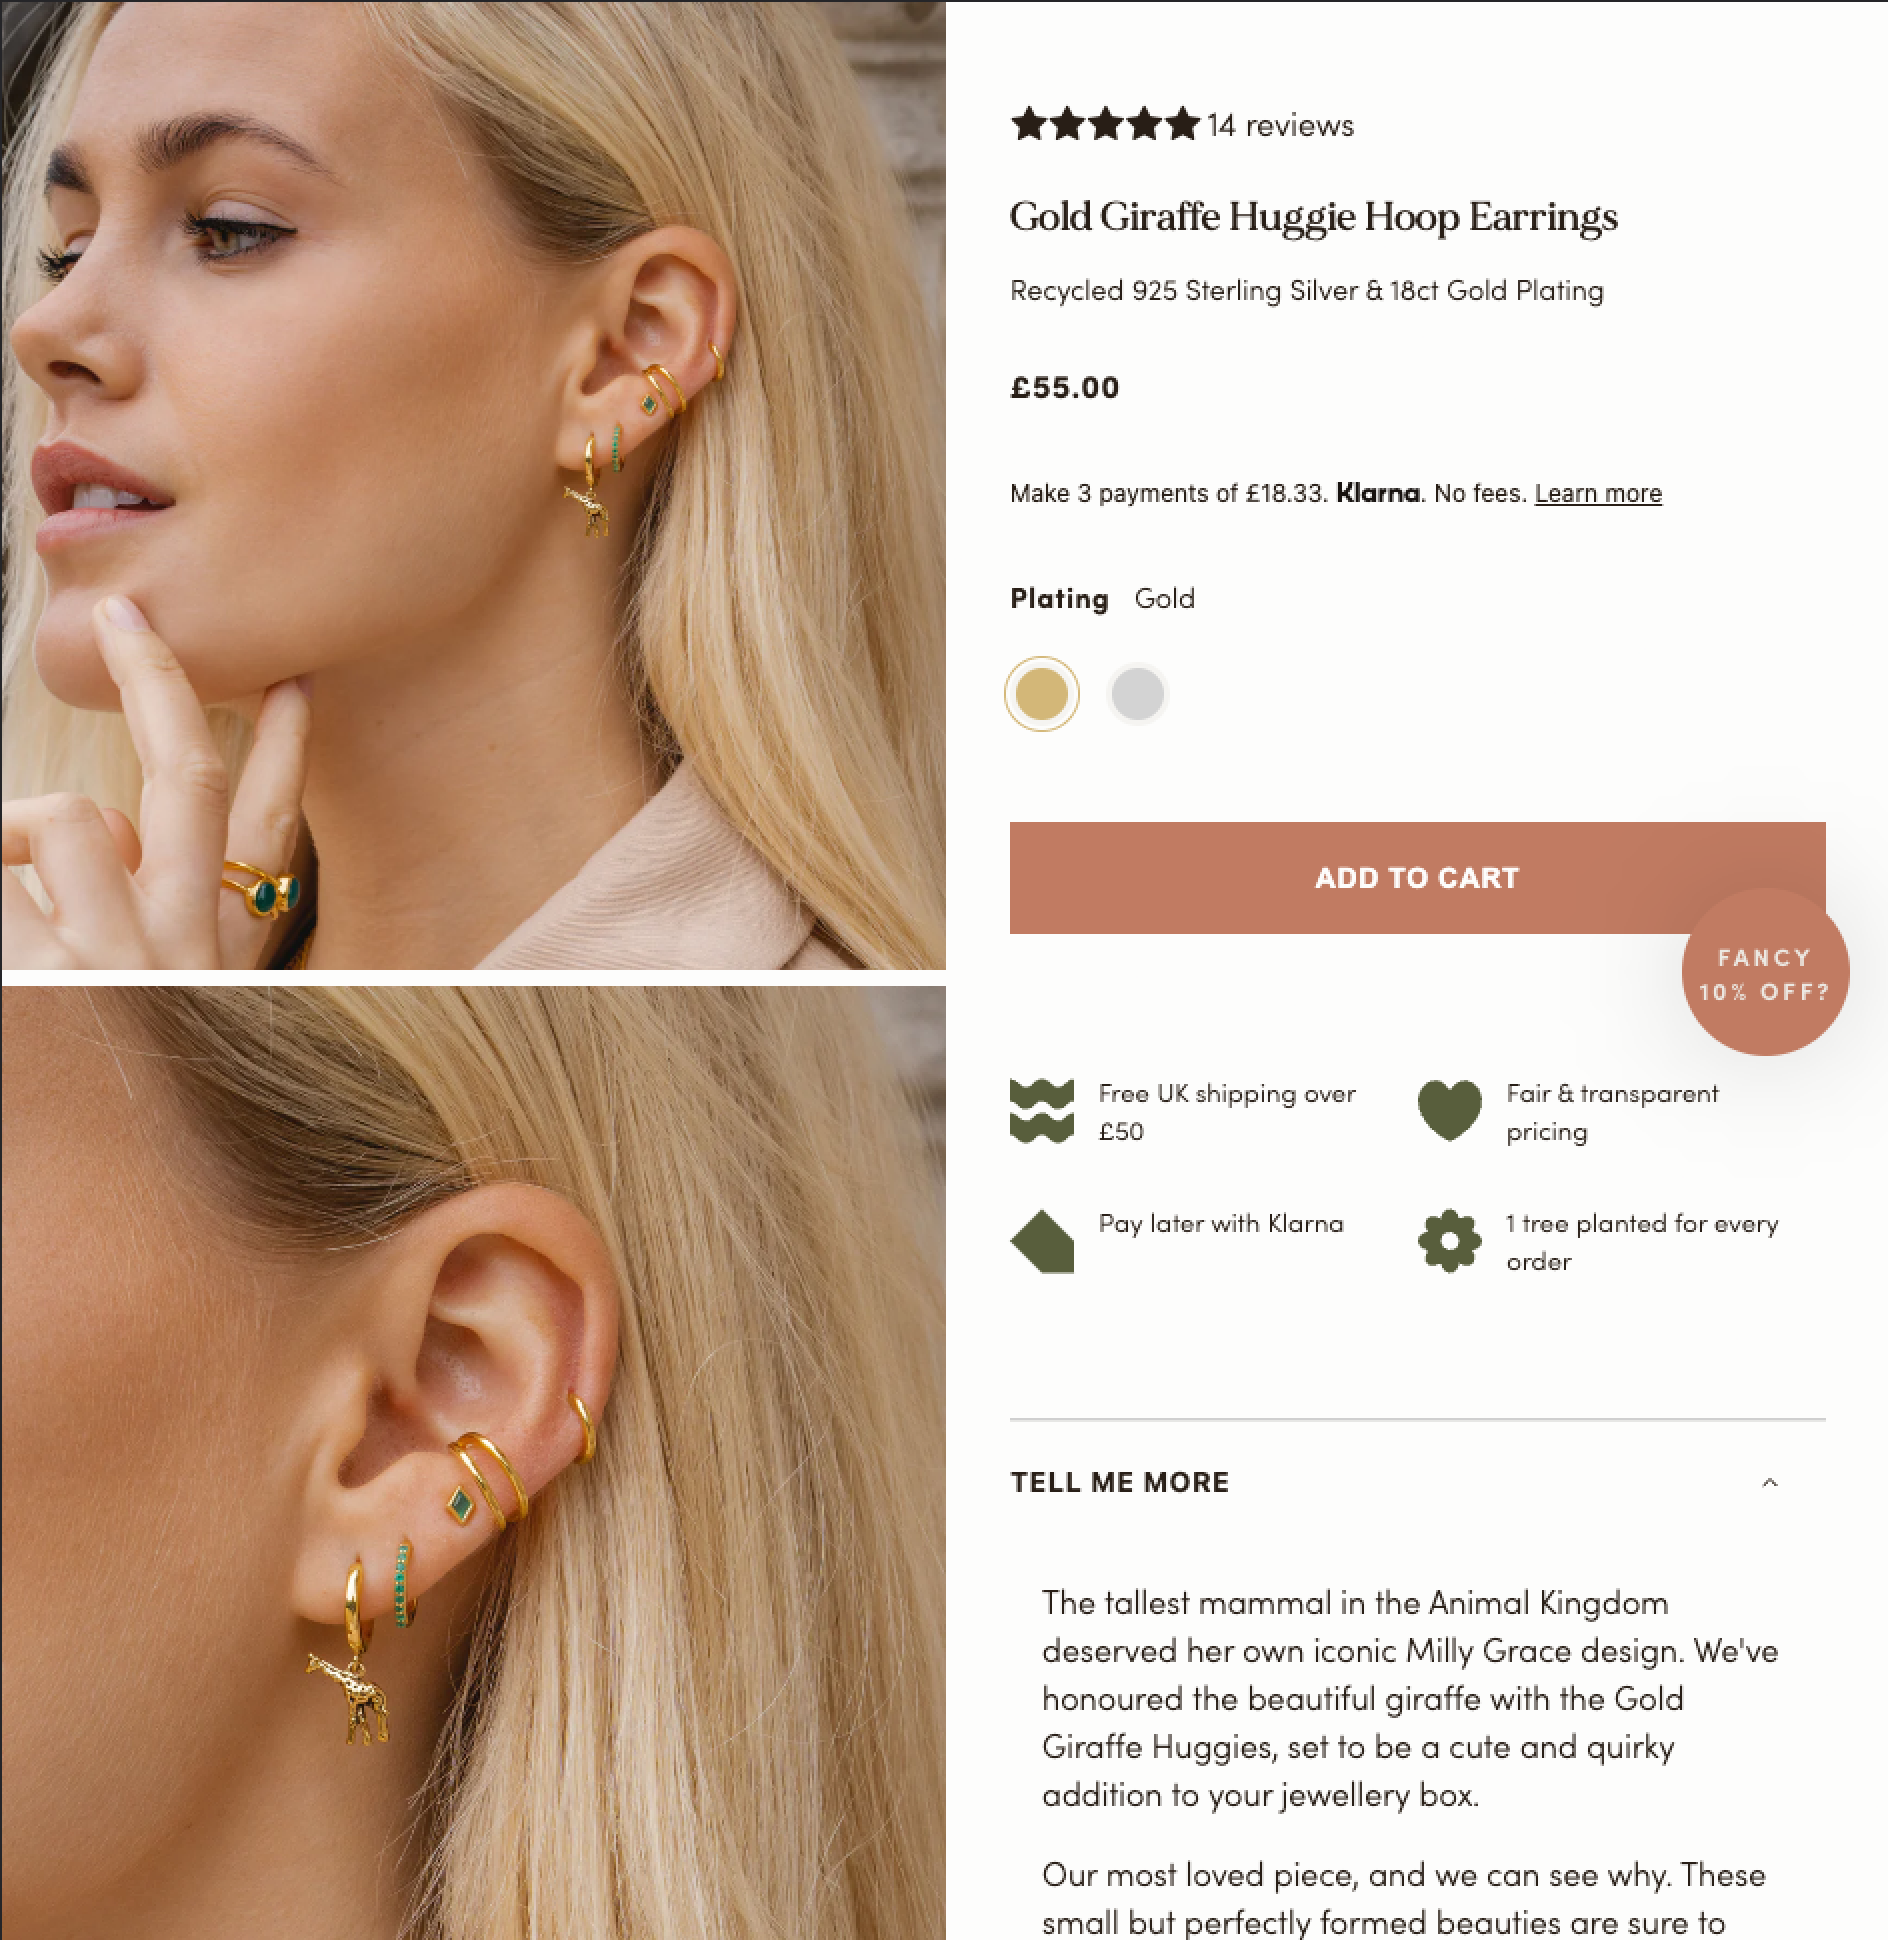 14 reviews
Gold Giraffe Huggie Hoop Earrings
Recycled 925 Sterling Silver & 18ct Gold Plating
£55.00
Make 3 payments of £18.33. Klarna. No fees. Learn more
Plating Gold
ADD TO CART
FANCY
10% OFF?
Free UK shipping over
£50
Fair & transparent
pricing
Pay later with Klarna
1 tree planted for every
order
TELL ME MORE
The tallest mammal in the Animal Kingdom
deserved her own iconic Milly Grace design. We've
honoured the beautiful giraffe with the Gold
Giraffe Huggies, set to be a cute and quirky
addition to your jewellery box.
Our most loved piece, and we can see why. These
small but perfectly formed beauties are sure to